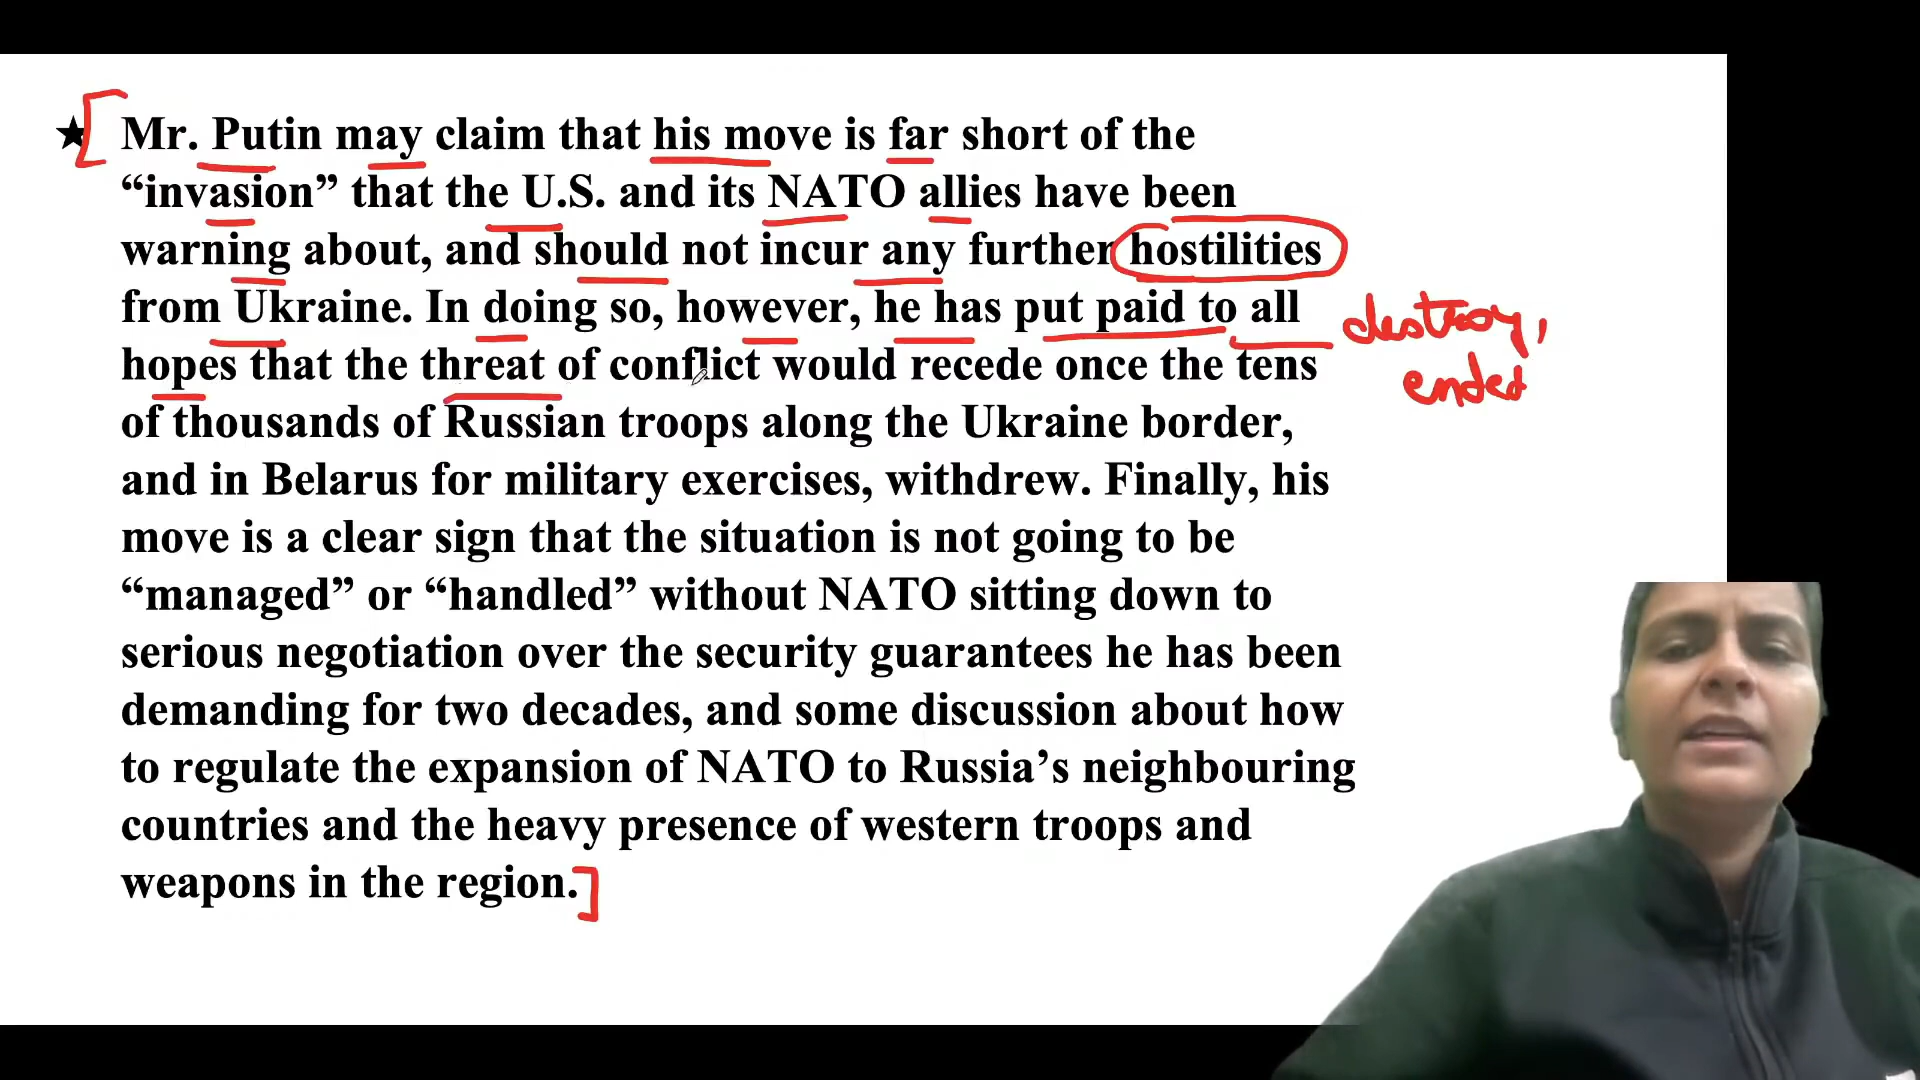 ★ Mr. Putin may claim that his move is far short of the
“invasion” that the U.S. and its NATO allies have been
warning about, and should not incur any further hostilities
from Ukraine. In doing so, however, he has put paid to all
hopes that the threat of conflict would recede once the tens
of thousands of Russian troops along the Ukraine border,
and in Belarus for military exercises, withdrew. Finally, his
move is a clear sign that the situation is not going to be
“managed” or “handled” without NATO sitting down to
serious negotiation over the security guarantees he has been
demanding for two decades, and some discussion about how
to regulate the expansion of NATO to Russia’s neighbouring
countries and the heavy presence of western troops and
weapons in the region.
destroy,
ended